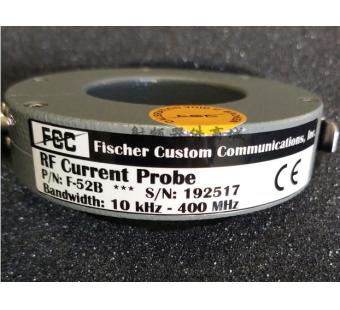 FCC Fischer Custom Communications, Inc.
RF Current Probe
P/N: F-52B *** S/N: 192517
Bandwidth: 10 kHz - 400 MHz
CE